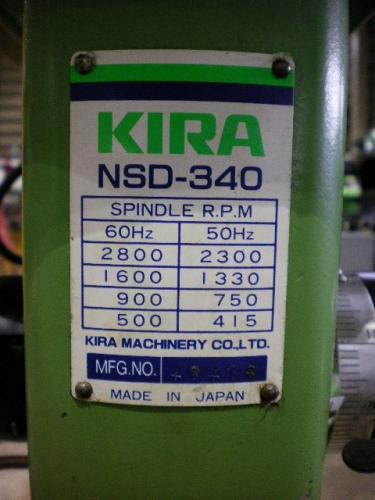 KIRA
NSD-340
SPINDLE R.P.M
60Hz 50Hz
2800 2300
1600 1330
900 750
500 415
KIRA MACHINERY CO.,LTD.
MFG.NO.
MADE IN JAPAN